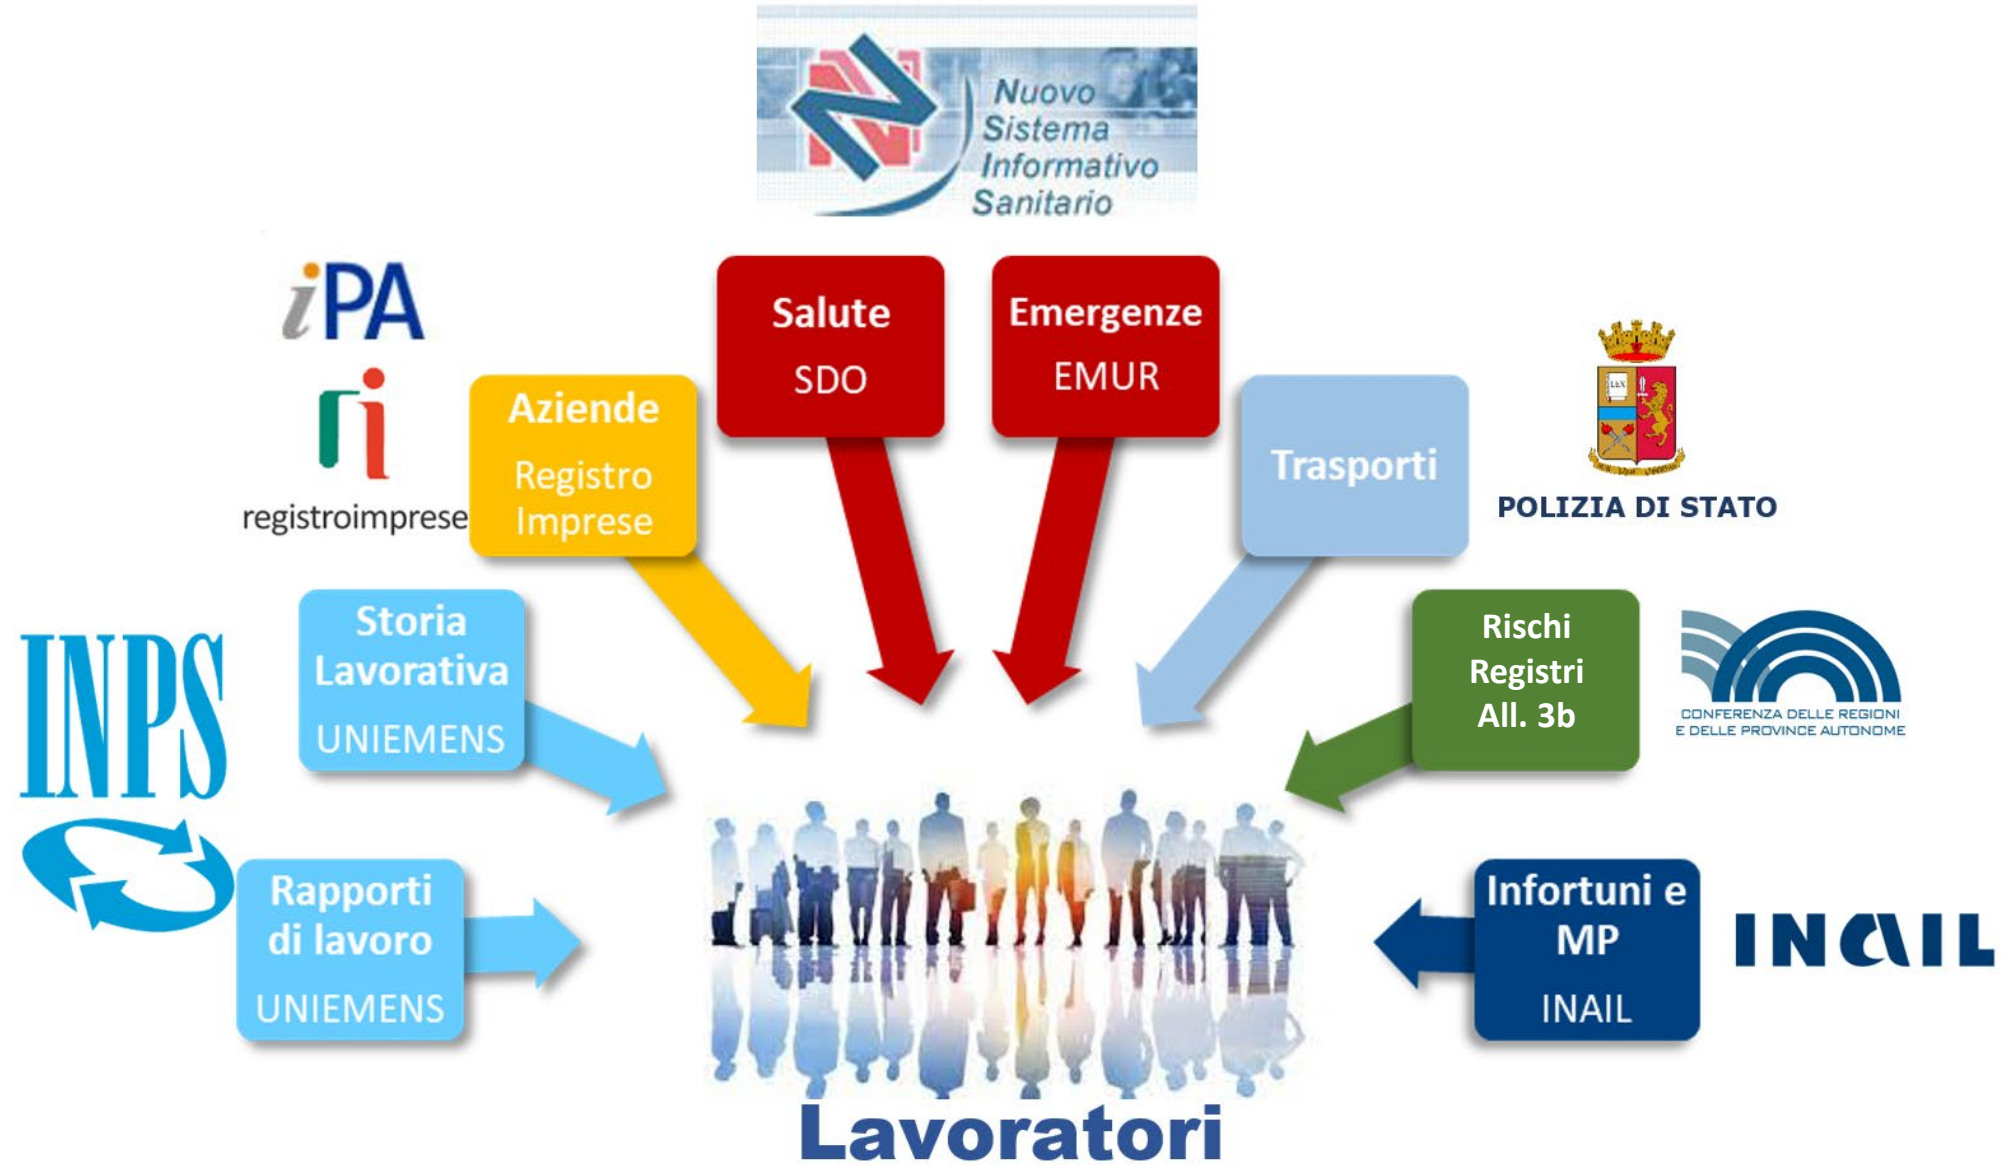 Nuovo
Sistema
Informativo
Sanitario
iPA
ri
registroimprese
Aziende
Registro
Imprese
Salute
SDO
Emergenze
EMUR
Trasporti
LEX
POLIZIA DI STATO
INPS
Storia
Lavorativa
UNIEMENS
Rischi
Registri
All. 3b
CONFERENZA DELLE REGIONI
E DELLE PROVINCE AUTONOME
Rapporti
di lavoro
UNIEMENS
Infortuni e
MP
INAIL
INAIL
Lavoratori